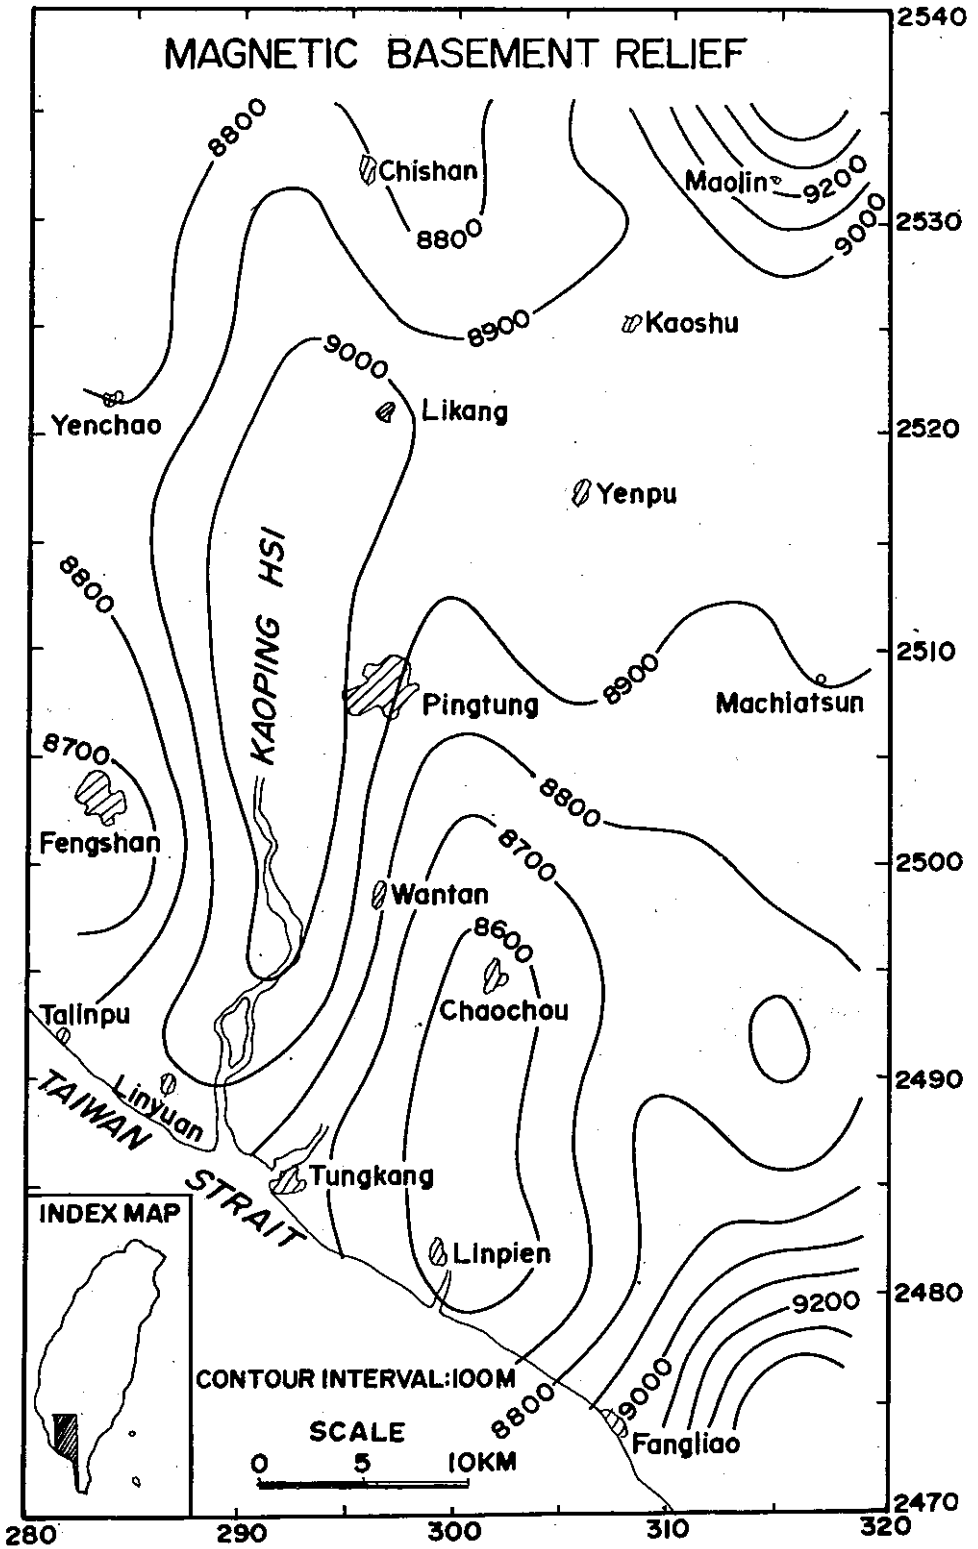 2540
MAGNETIC BASEMENT RELIEF
8800
Chishan
Maolin
9200
8800
9000
2530
8900
Kaoshu
9000
Likang
Yenchao
2520
Yenpu
KAOPING HSI
8800
8900
2510
Pingtung
Machiatsun
8700
8800
Fengshan
8700
2500
Wantan
8600
Chaochou
Talinpu
Linyuan
2490
TAIWAN STRAIT
Tungkang
INDEX MAP
Linpien
2480
9200
CONTOUR INTERVAL:100M
8800
9000
SCALE
Fangliao
0 5 10KM
2470
280 290 300 310 320